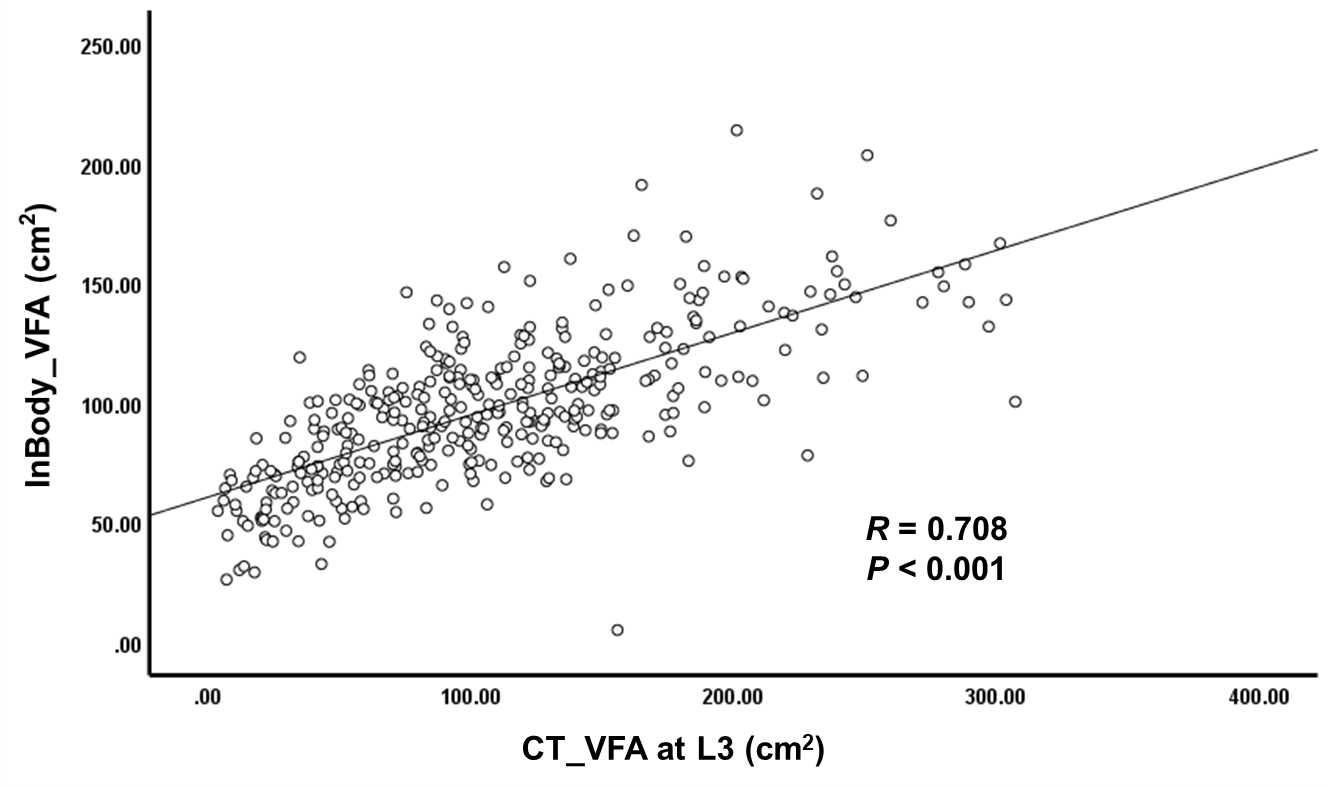 250.00
200.00
150.00
100.00
50.00
.00
InBody_VFA (cm²)
R = 0.708
P < 0.001
.00 100.00 200.00 300.00 400.00
CT_VFA at L3 (cm²)